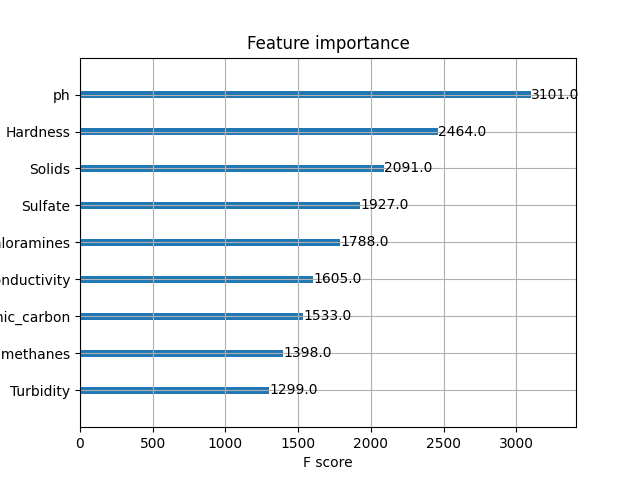 Feature importance
ph
3101.0
Hardness
2464.0
Solids
2091.0
Sulfate
1927.0
loramines
1788.0
nductivity
1605.0
nic_carbon
1533.0
methanes
1398.0
Turbidity
1299.0
0 500 1000 1500 2000 2500 3000
F score